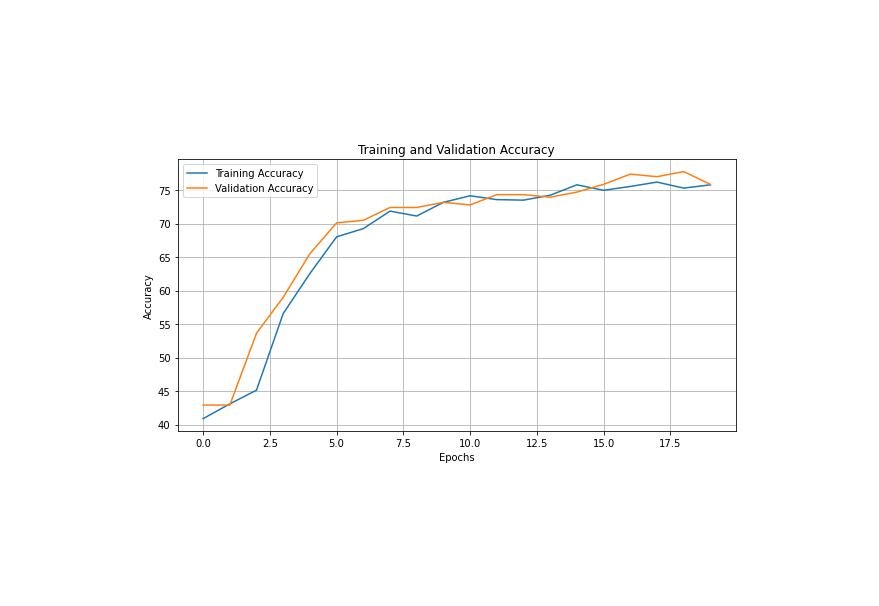 Training and Validation Accuracy
Training Accuracy
Validation Accuracy
75
70
65
60
55
50
45
40
Accuracy
0.0 2.5 5.0 7.5 10.0 12.5 15.0 17.5
Epochs